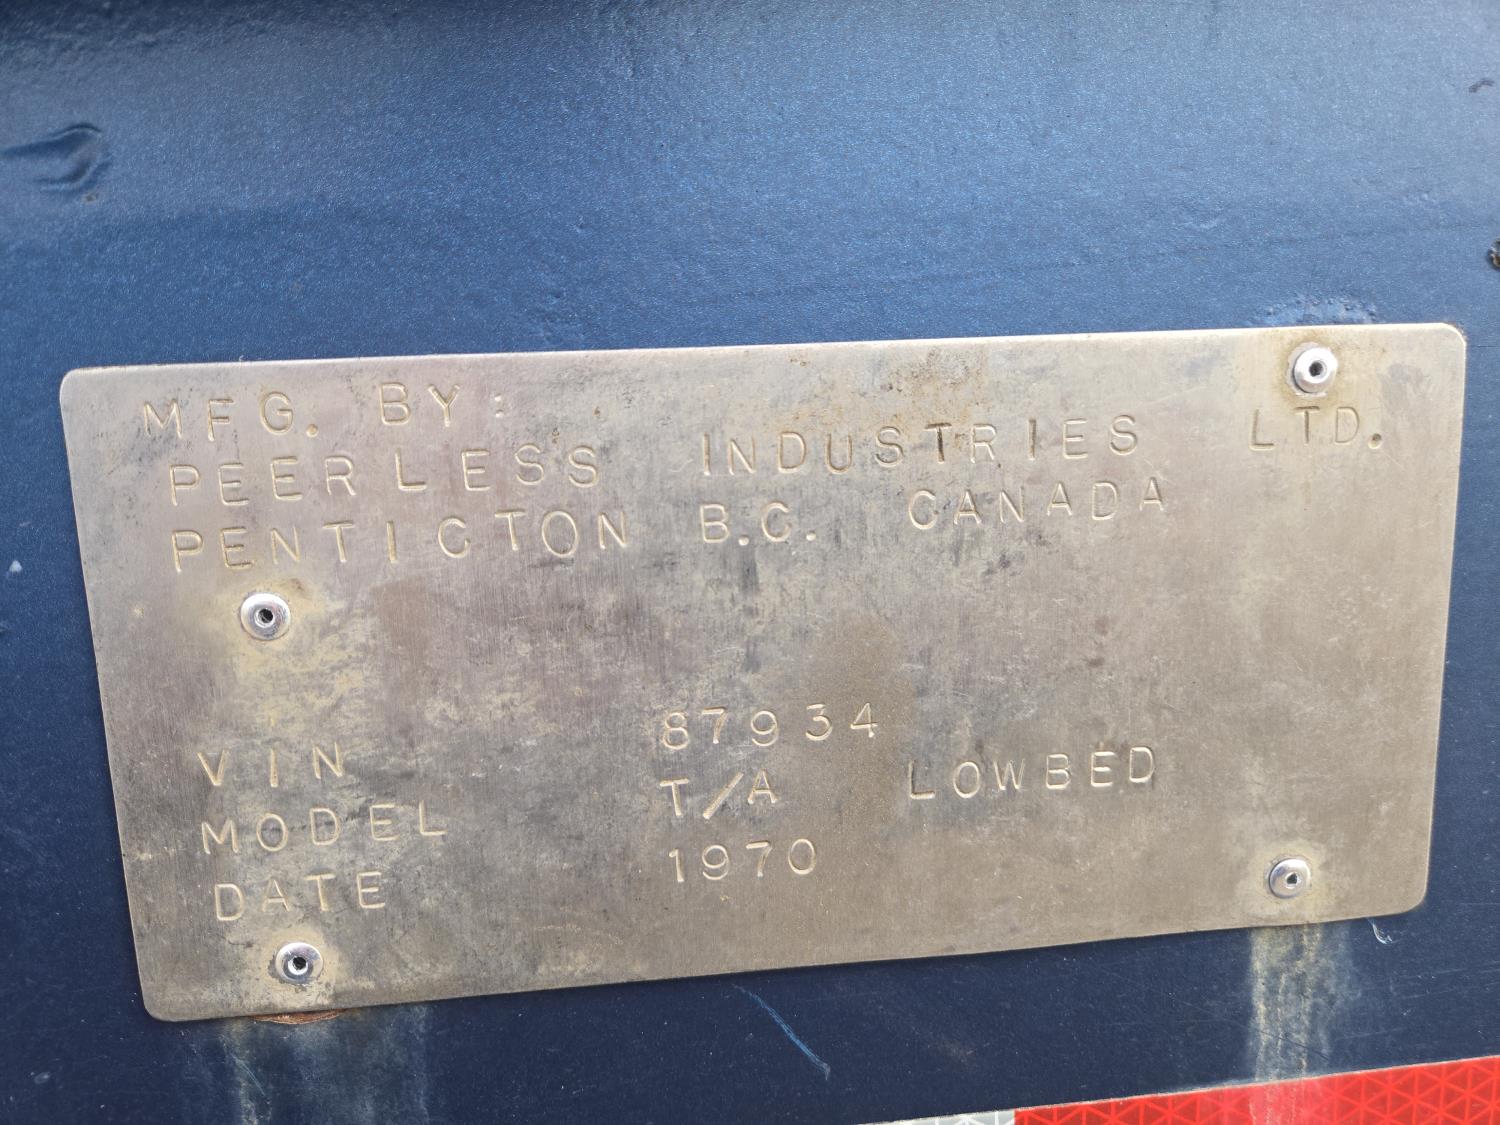 MFG. BY:
PEERLESS INDUSTRIES LTD.
PENTICTON B.C. CANADA
VIN 87934
MODEL T/A LOWBED
DATE 1970